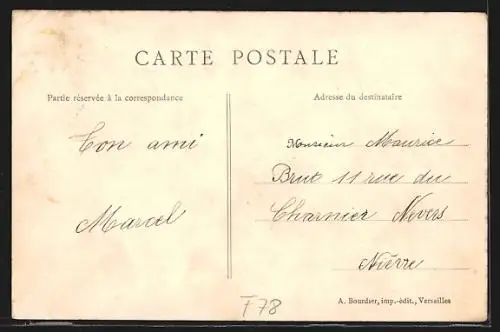 CARTE POSTALE
Partie réservée à la correspondance
Ton ami
Marcel
Adresse du destinataire
Monsieur Maurice
Brut 11 rue du
Charnier Nevers
Nièvre
F78
A. Bourdier, imp.-édit., Versailles